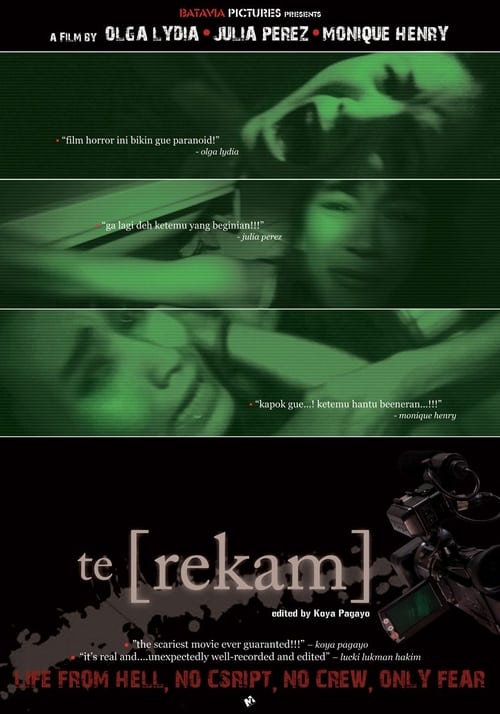 BATAVIA PICTURES PRESENTS
A FILM BY OLGA LYDIA • JULIA PEREZ • MONIQUE HENRY
• “film horror ini bikin gue paranoid!”
- olga lydia
• “ga lagi deh ketemu yang beginian!!!”
- julia perez
• “kapok gue...! ketemu hantu beeneran...!!!”
- monique henry
te [rekam]
edited by Koya Pagayo
• "the scariest movie ever guaranted!!!” – koya pagayo
• “it’s real and....unexpectedly well-recorded and edited” – lucki lukman hakim
LIFE FROM HELL, NO CSRIPT, NO CREW, ONLY FEAR